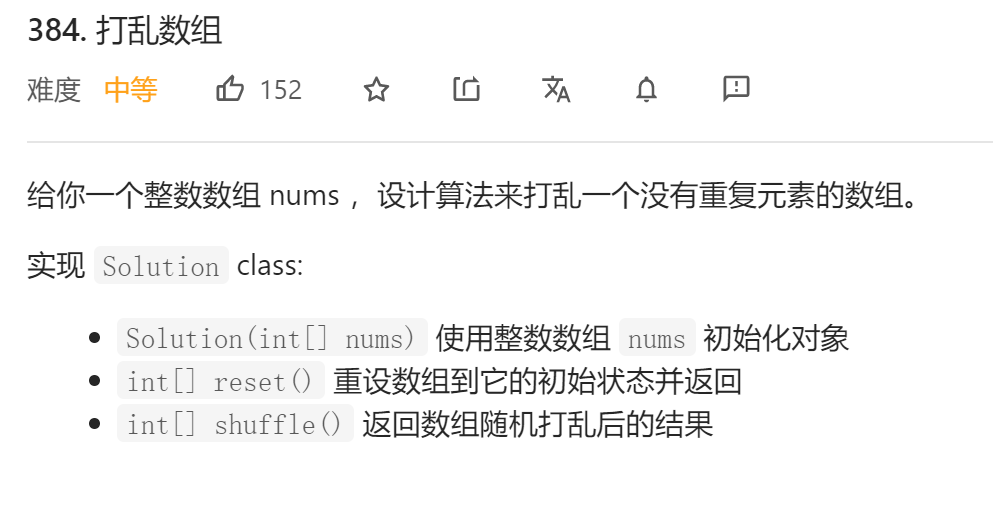 384. 打乱数组
难度 中等 152
给你一个整数数组 nums ，设计算法来打乱一个没有重复元素的数组。
实现 Solution class:
Solution(int[] nums) 使用整数数组 nums 初始化对象
int[] reset() 重设数组到它的初始状态并返回
int[] shuffle() 返回数组随机打乱后的结果